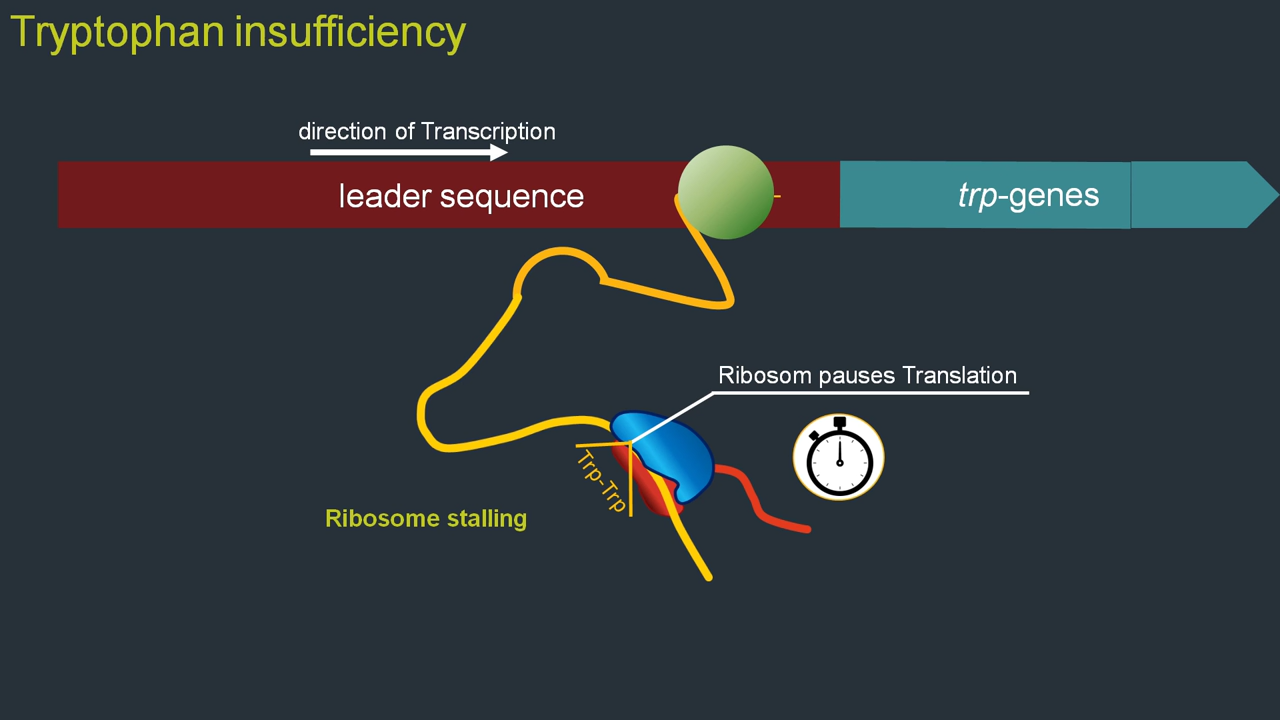 Tryptophan insufficiency
direction of Transcription
leader sequence
trp-genes
Ribosom pauses Translation
Trp-Trp
Ribosome stalling